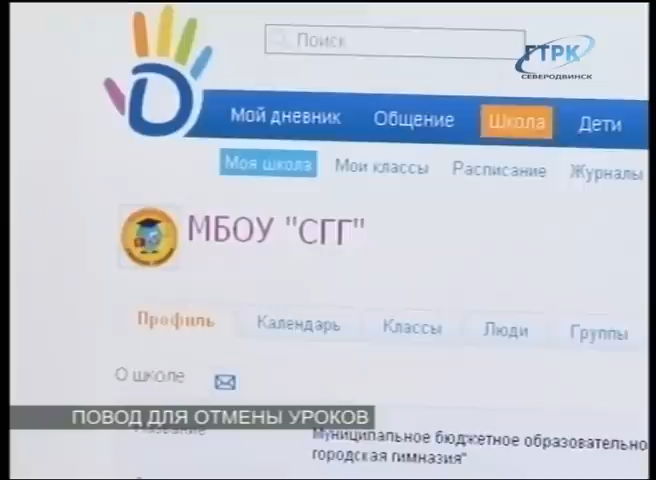 Поиск
ГТРК
СЕВЕРОДВИНСК
Мой дневник Общение Школа Дети
Моя школа Мои классы Расписание Журналы
МБОУ "СГГ"
Профиль Календарь Классы Люди Группы
О школе
ПОВОД ДЛЯ ОТМЕНЫ УРОКОВ
Название
Муниципальное бюджетное образовательно
городская гимназия"